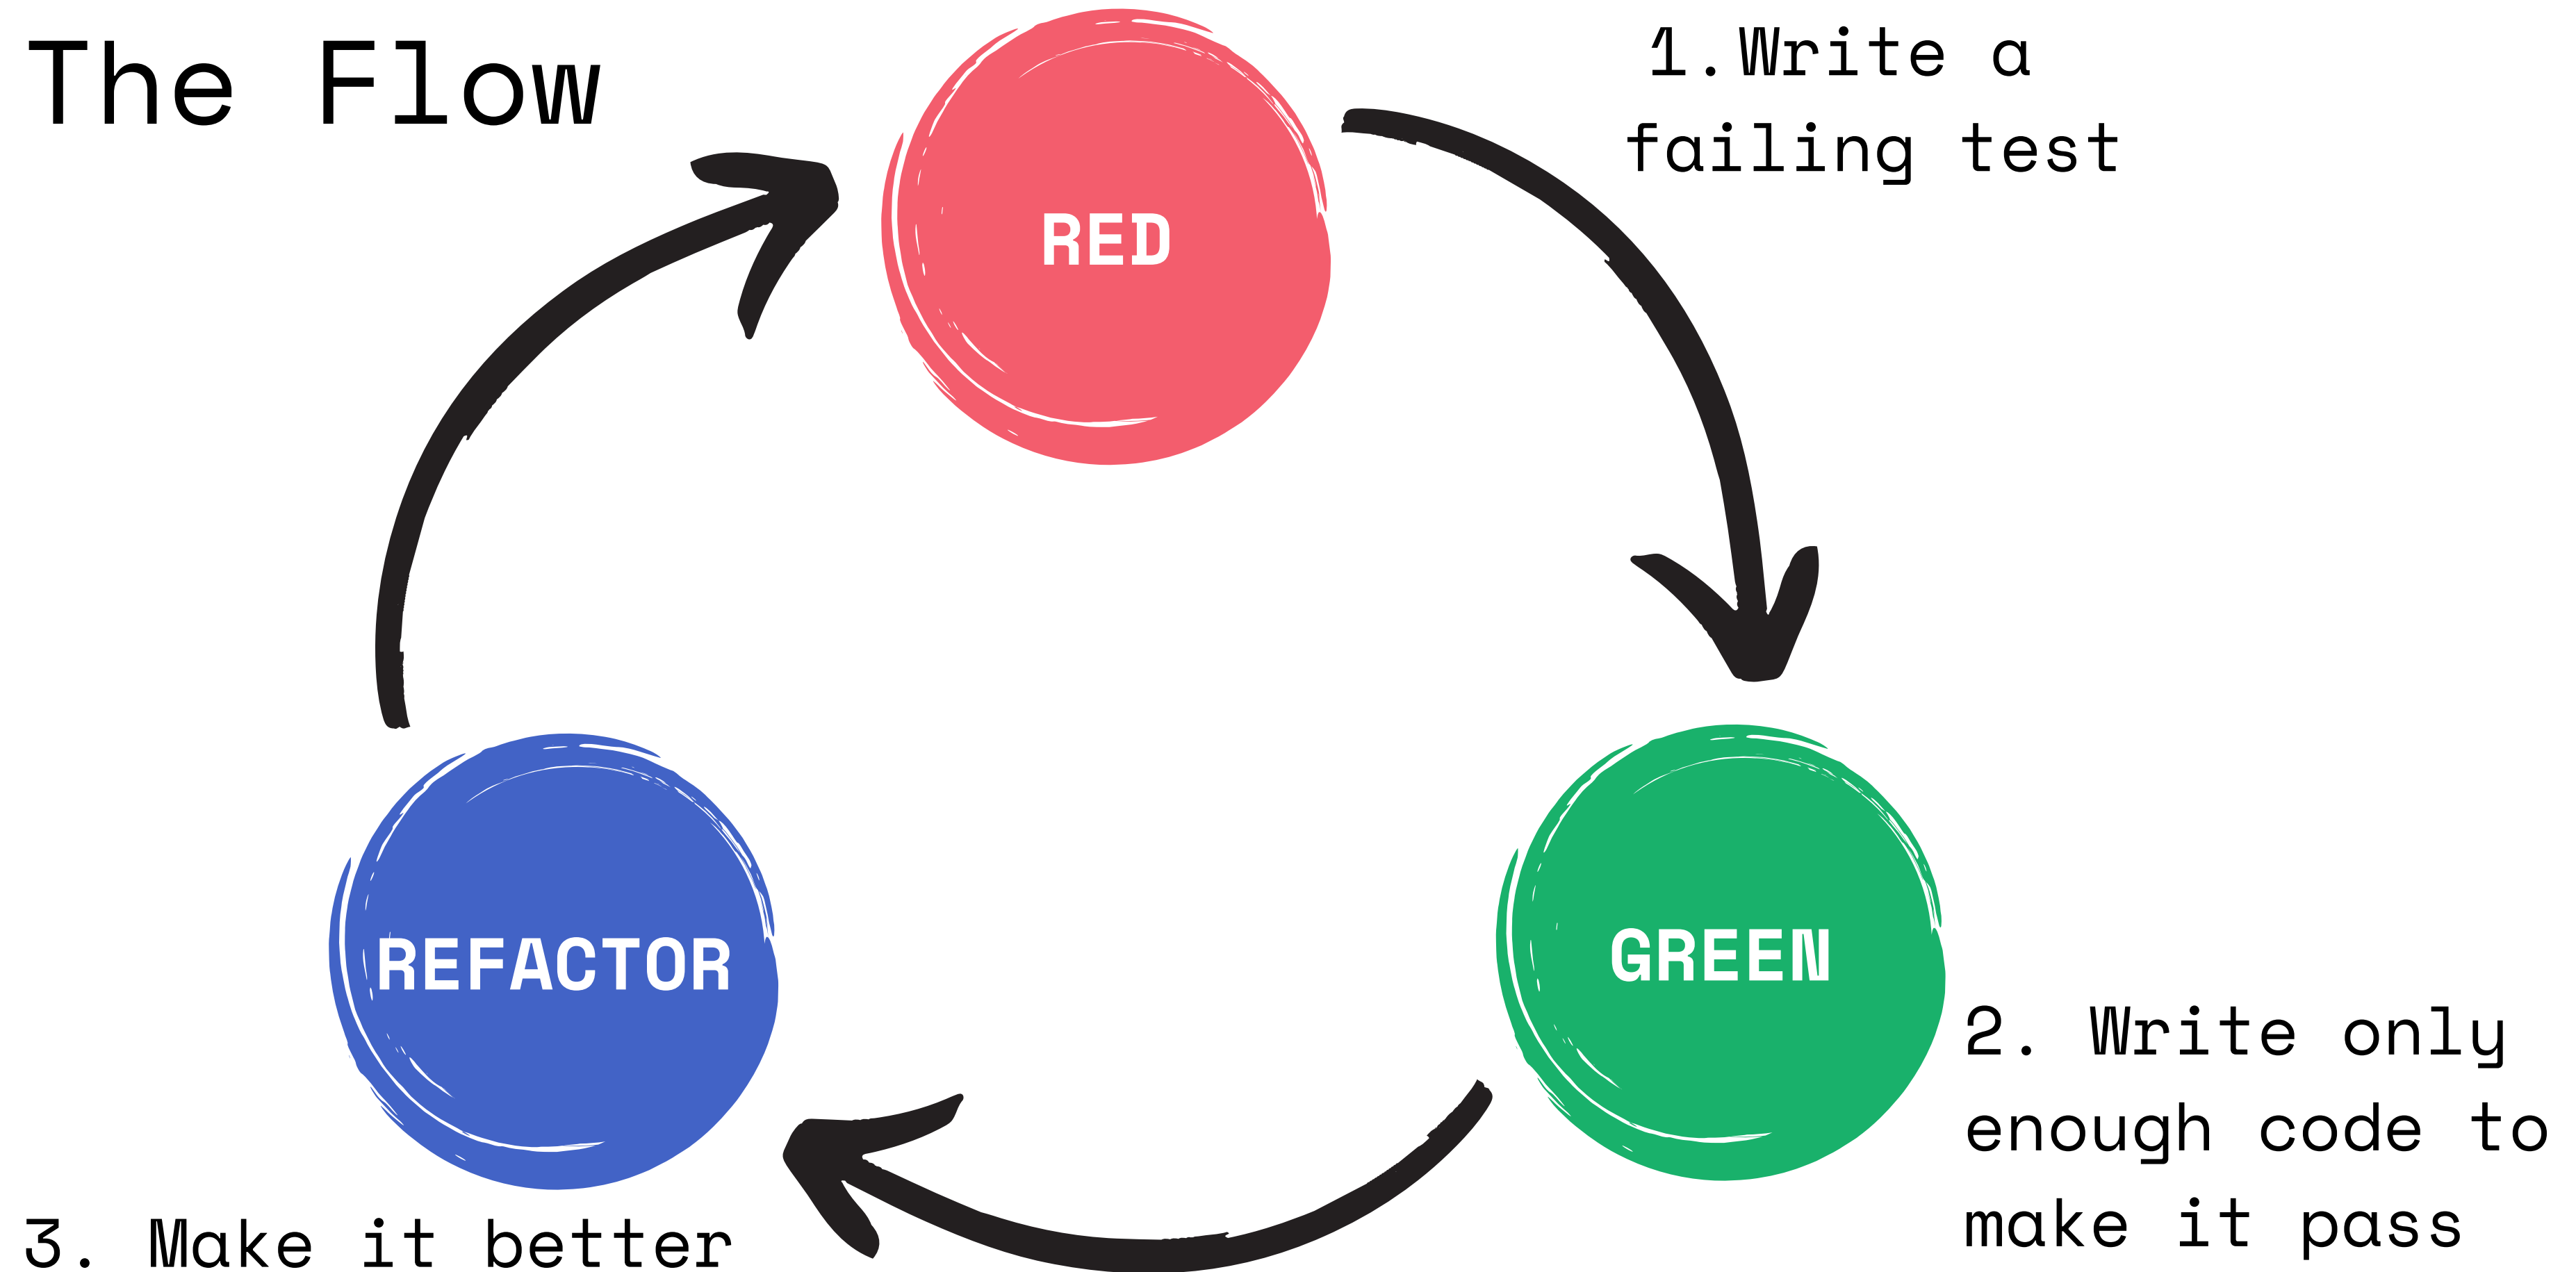 The Flow
RED
1.Write a
failing test
GREEN
2. Write only
enough code to
make it pass
REFACTOR
3. Make it better